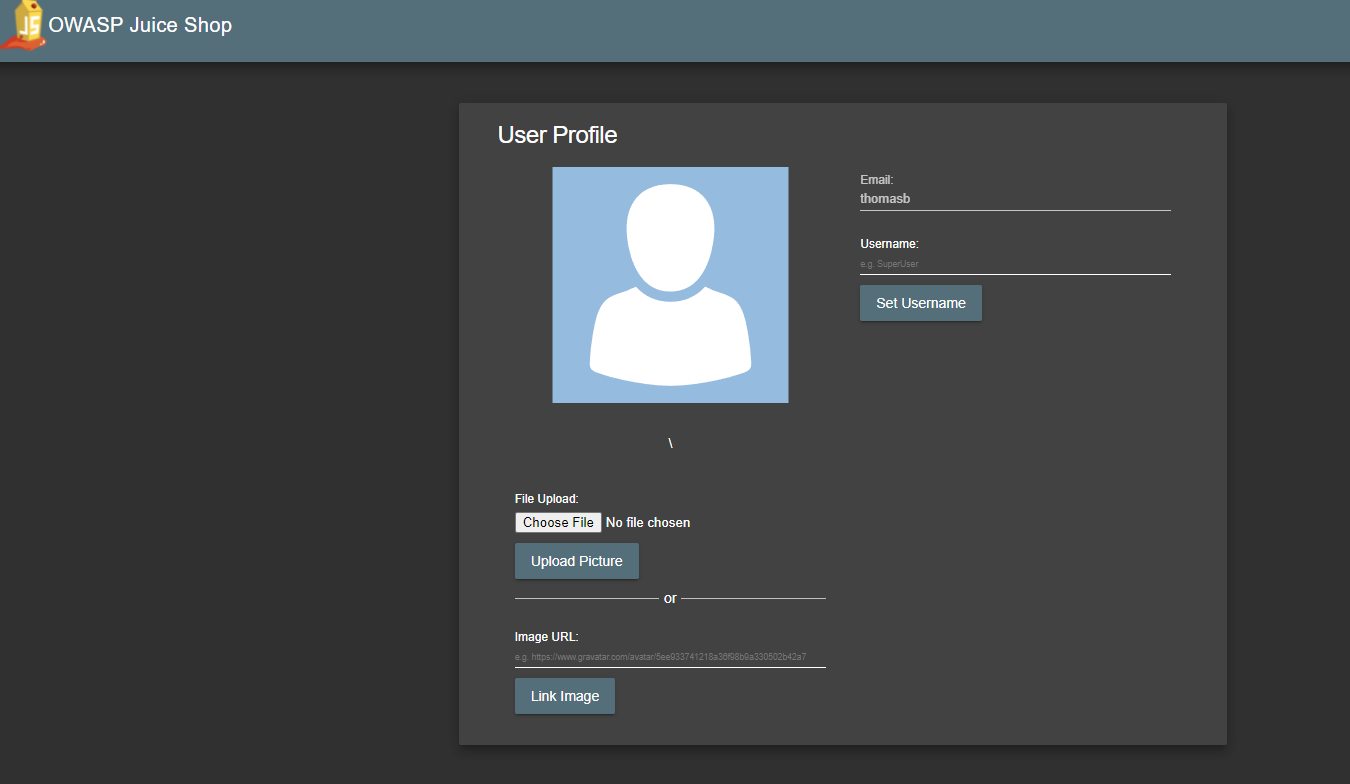 OWASP Juice Shop
User Profile
Email:
thomasb
Username:
e.g. SuperUser
Set Username
\
File Upload:
Choose File No file chosen
Upload Picture
or
Image URL:
e.g. https://www.gravatar.com/avatar/5ee933741218a36f98b9a330502b42a7
Link Image